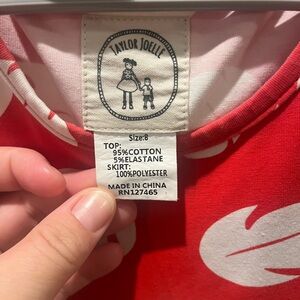 TAYLOR JOELLE
Size:8
TOP:
95%COTTON
5%ELASTANE
SKIRT:
100%POLYESTER
MADE IN CHINA
RN127465